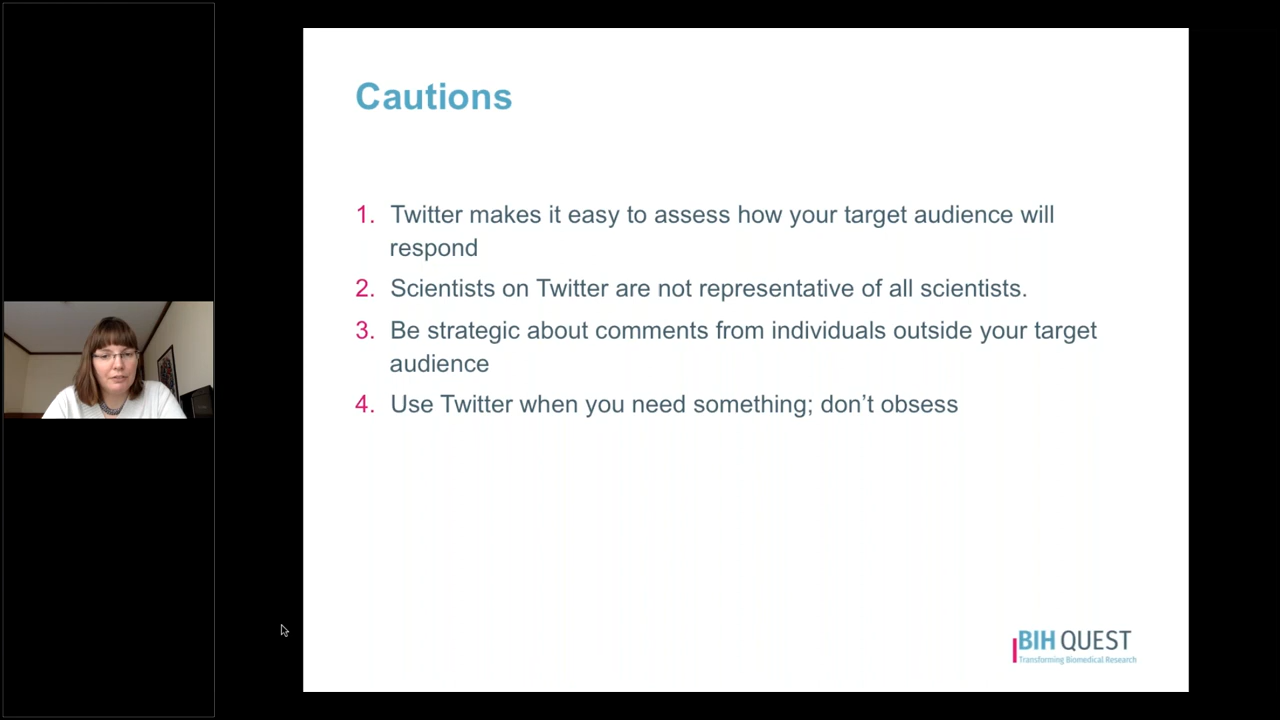 Cautions
1. Twitter makes it easy to assess how your target audience will
respond
2. Scientists on Twitter are not representative of all scientists.
3. Be strategic about comments from individuals outside your target
audience
4. Use Twitter when you need something; don’t obsess
BIH QUEST
Transforming Biomedical Research